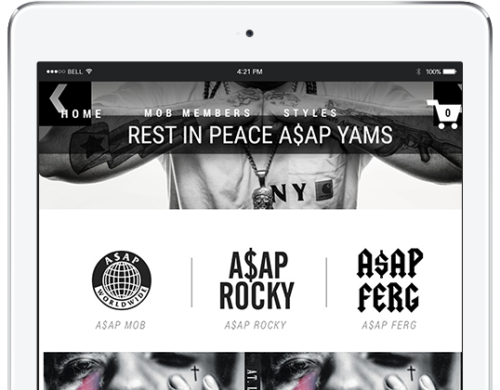 BELL 4:21 PM 100%
HOME MOB MEMBERS STYLES 0
REST IN PEACE A$AP YAMS
NY
A$AP
WORLDWIDE
A$AP
ROCKY
A$AP
FERG
A$AP MOB A$AP ROCKY A$AP FERG